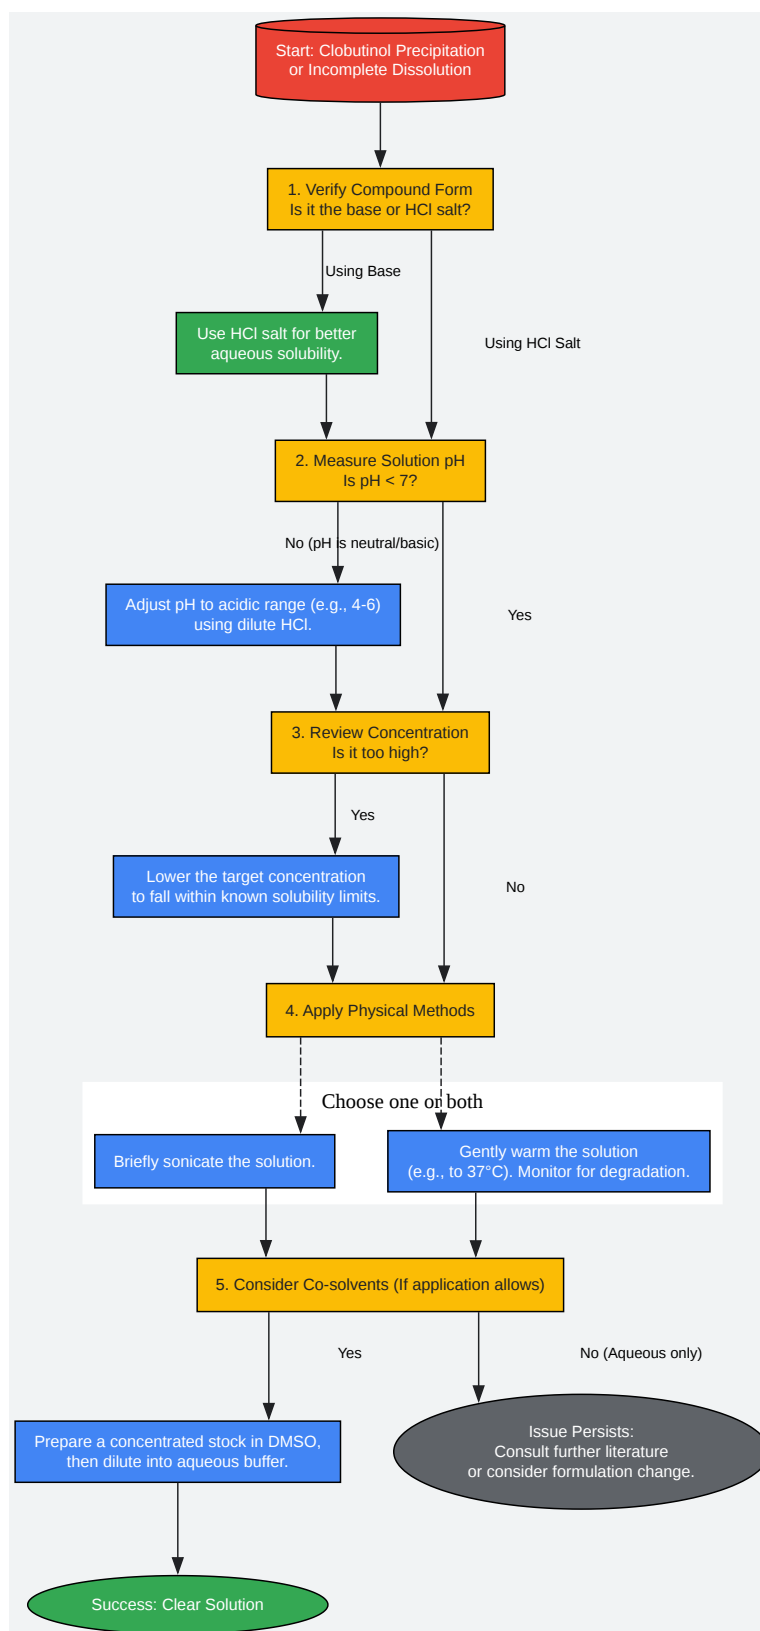 Start: Clobutinol Precipitation
or Incomplete Dissolution
1. Verify Compound Form
Is it the base or HCl salt?
Using Base
Use HCl salt for better
aqueous solubility.
Using HCl Salt
2. Measure Solution pH
Is pH < 7?
No (pH is neutral/basic)
Adjust pH to acidic range (e.g., 4-6)
using dilute HCl.
Yes
3. Review Concentration
Is it too high?
Yes
Lower the target concentration
to fall within known solubility limits.
No
4. Apply Physical Methods
Choose one or both
Briefly sonicate the solution.
Gently warm the solution
(e.g., to 37°C). Monitor for degradation.
5. Consider Co-solvents (If application allows)
Yes
No (Aqueous only)
Prepare a concentrated stock in DMSO,
then dilute into aqueous buffer.
Issue Persists:
Consult further literature
or consider formulation change.
Success: Clear Solution